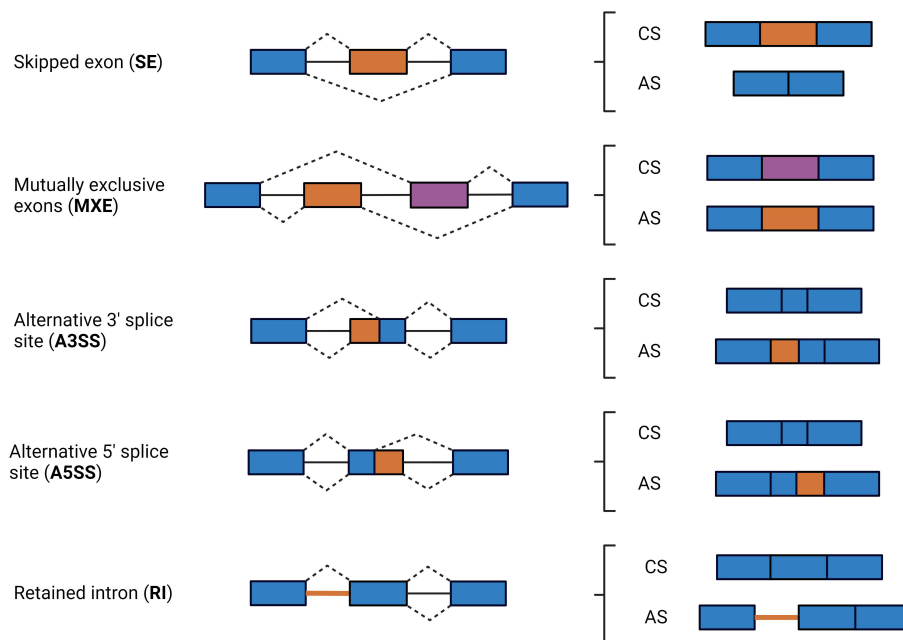 Skipped exon (SE)
CS
AS
Mutually exclusive
exons (MXE)
CS
AS
Alternative 3' splice
site (A3SS)
CS
AS
Alternative 5' splice
site (A5SS)
CS
AS
Retained intron (RI)
CS
AS